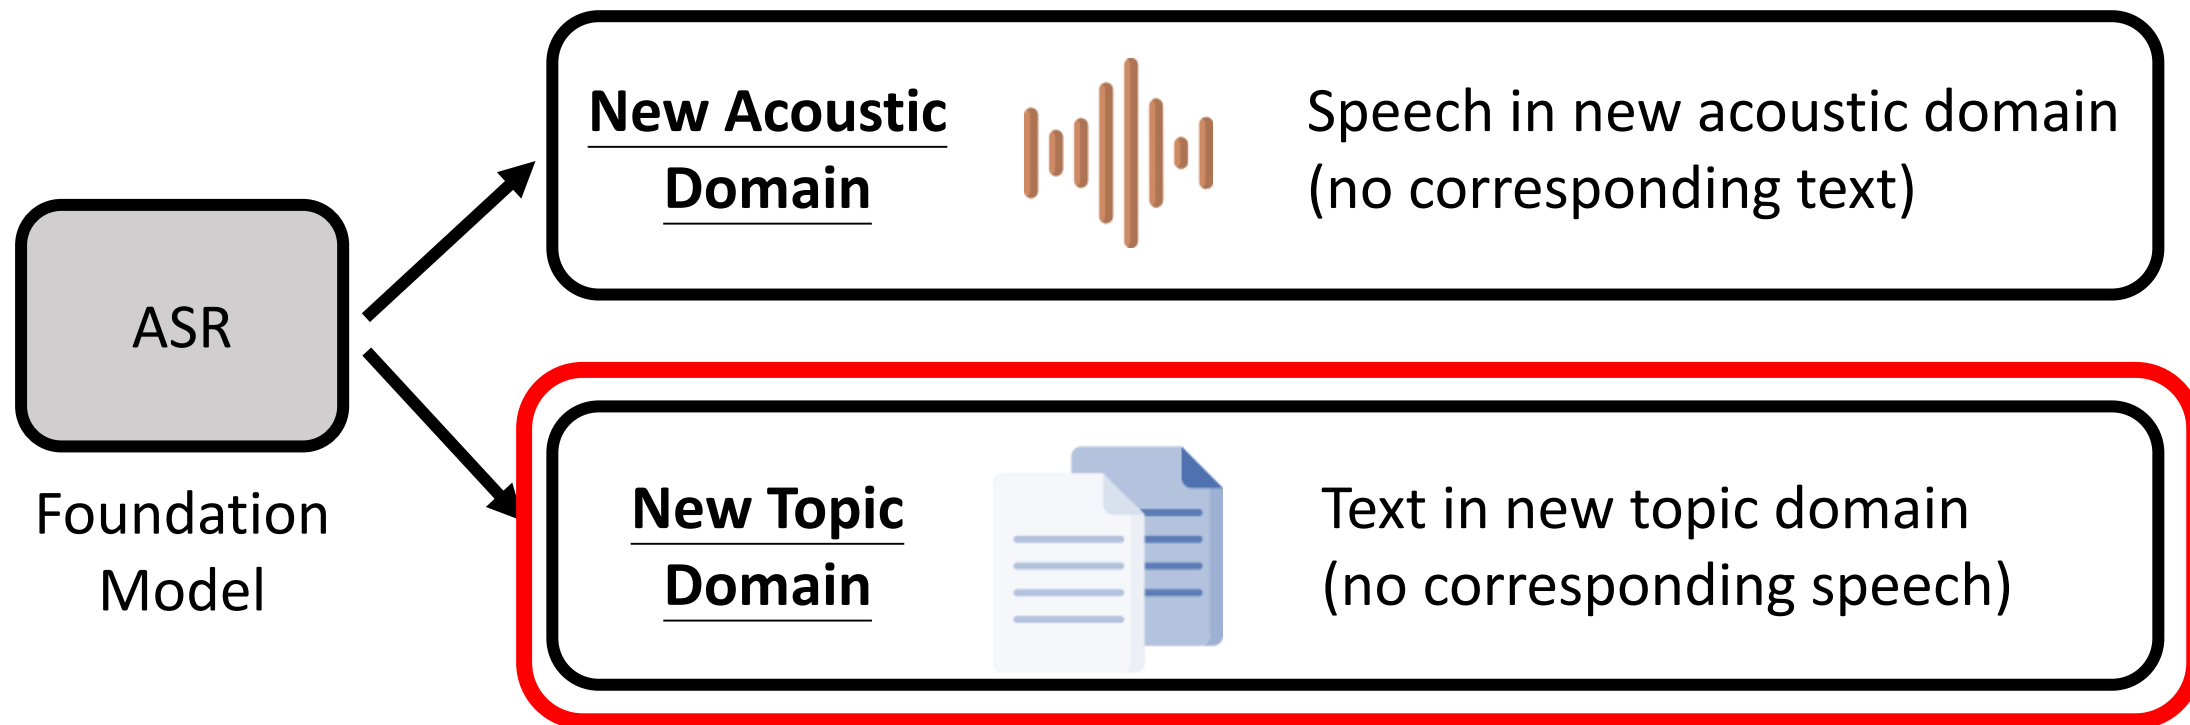 ASR
Foundation
Model
New Acoustic
Domain
Speech in new acoustic domain
(no corresponding text)
New Topic
Domain
Text in new topic domain
(no corresponding speech)